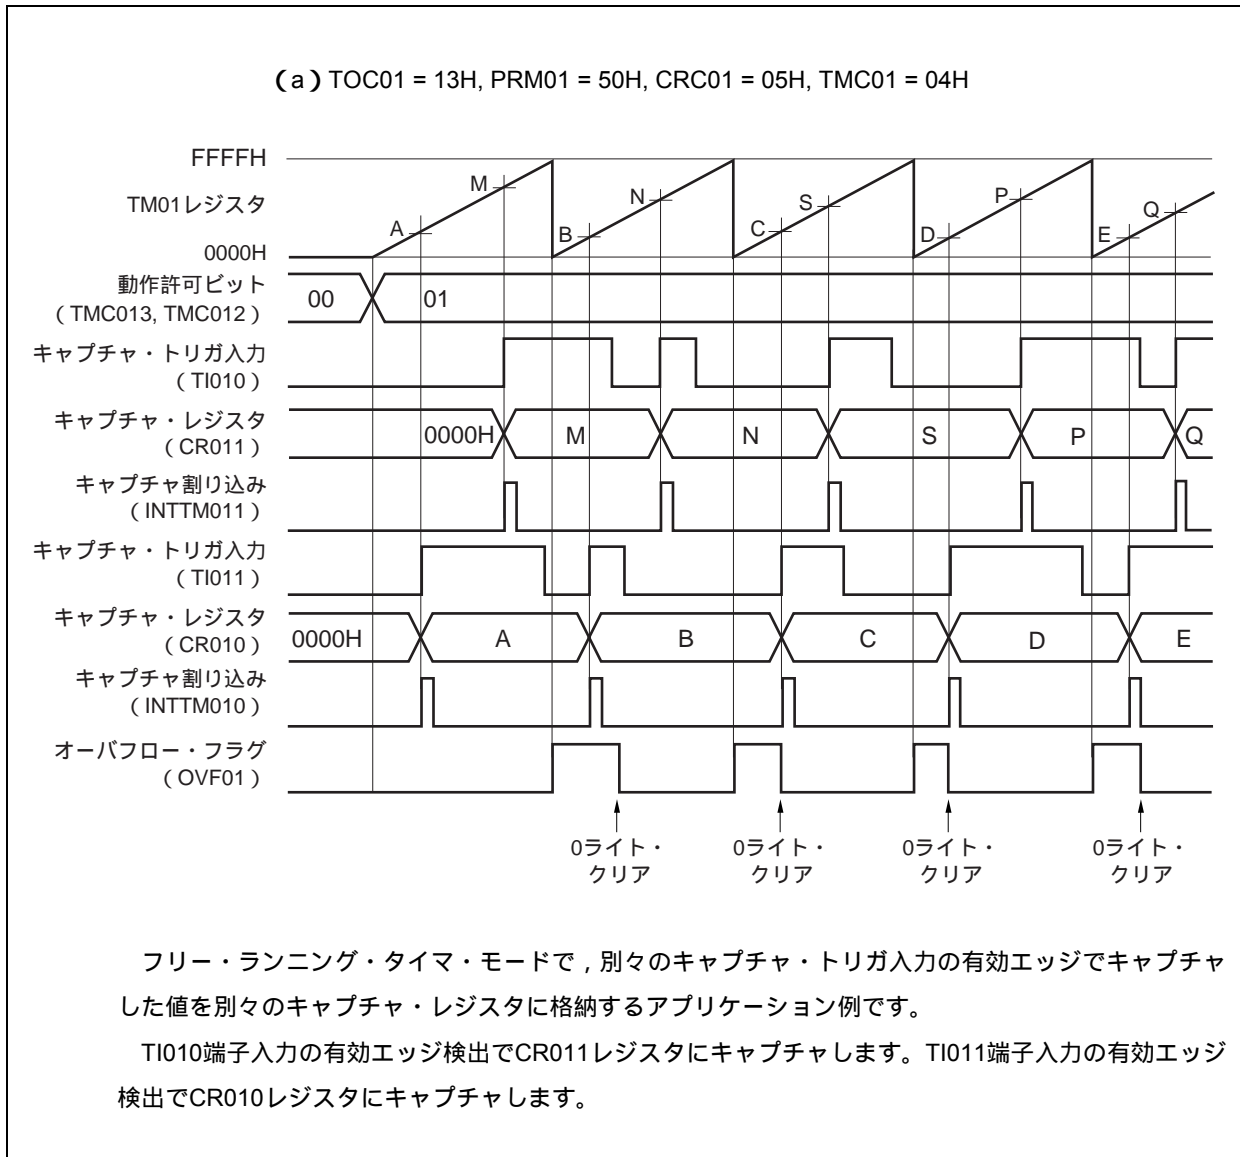 (a) TOC01 = 13H, PRM01 = 50H, CRC01 = 05H, TMC01 = 04H
FFFFH
TM01レジスタ
0000H
A
M
B
N
C
S
D
P
E
Q
動作許可ビット
(TMC013, TMC012)
00
01
キャプチャ・トリガ入力
(TI010)
キャプチャ・レジスタ
(CR011)
0000H
M
N
S
P
Q
キャプチャ割り込み
(INTTM011)
キャプチャ・トリガ入力
(TI011)
キャプチャ・レジスタ
(CR010)
0000H
A
B
C
D
E
キャプチャ割り込み
(INTTM010)
オーバフロー・フラグ
(OVF01)
0ライト・
クリア
0ライト・
クリア
0ライト・
クリア
0ライト・
クリア
フリー・ランニング・タイマ・モードで,別々のキャプチャ・トリガ入力の有効エッジでキャプチャ
した値を別々のキャプチャ・レジスタに格納するアプリケーション例です。
TI010端子入力の有効エッジ検出でCR011レジスタにキャプチャします。TI011端子入力の有効エッジ
検出でCR010レジスタにキャプチャします。